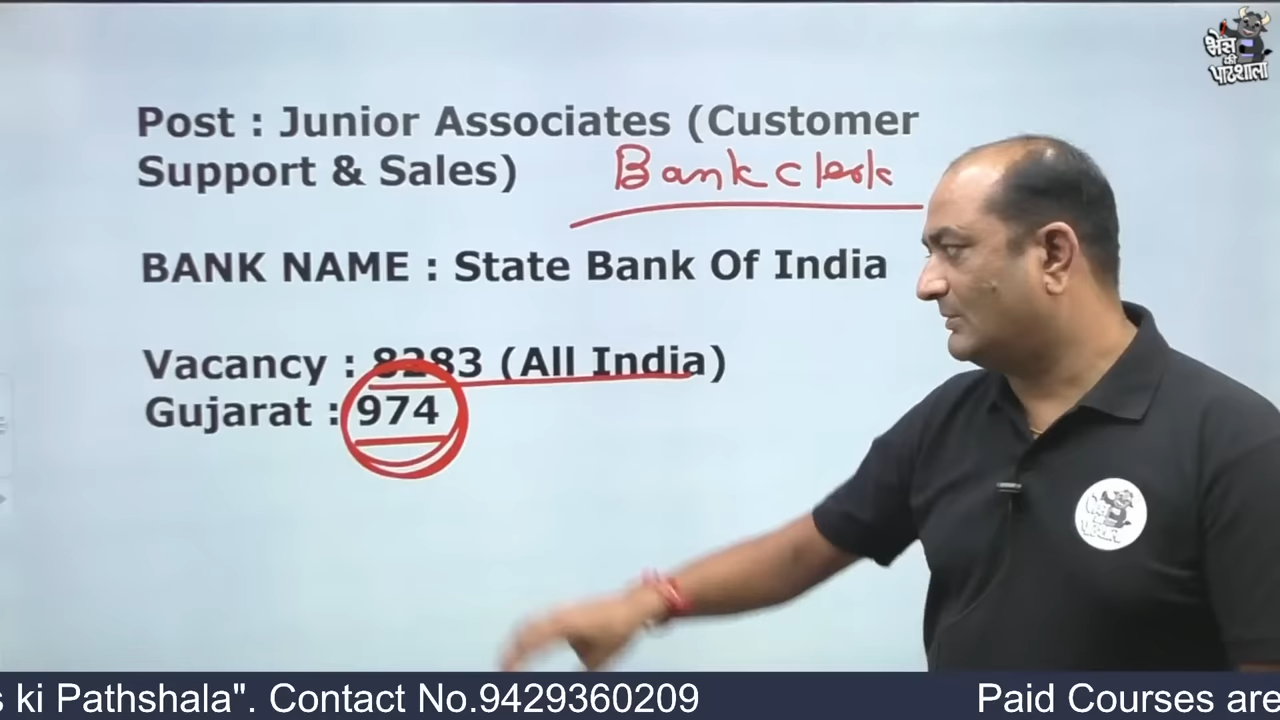 भैंस
की
पाठशाला
Post : Junior Associates (Customer
Support & Sales)
Bank clerk
BANK NAME : State Bank Of India
Vacancy : 8283 (All India)
Gujarat : 974
s ki Pathshala". Contact No.9429360209 Paid Courses are